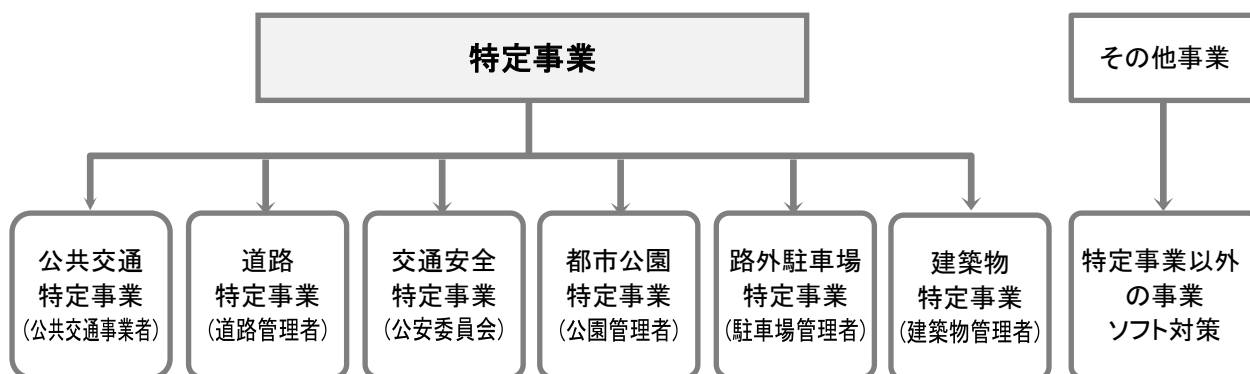 特定事業
その他事業
公共交通
特定事業
(公共交通事業者)
道路
特定事業
(道路管理者)
交通安全
特定事業
(公安委員会)
都市公園
特定事業
(公園管理者)
路外駐車場
特定事業
(駐車場管理者)
建築物
特定事業
(建築物管理者)
特定事業以外
の事業
ソフト対策